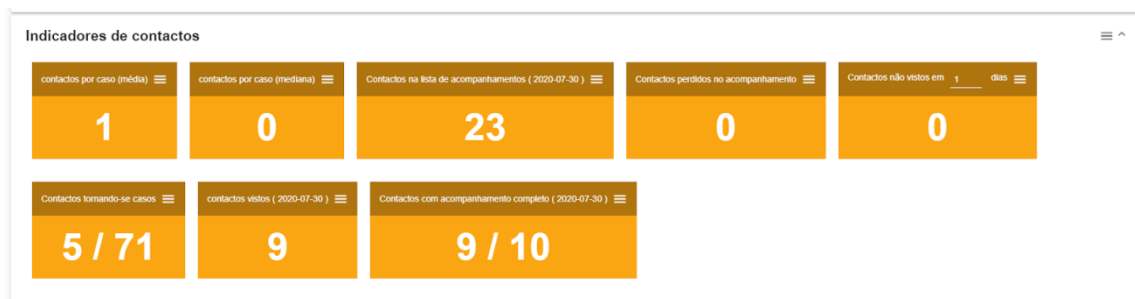 Indicadores de contactos
contactos por caso (média)
1
contactos por caso (mediana)
0
Contactos na lista de acompanhamentos ( 2020-07-30 )
23
Contactos perdidos no acompanhamento
0
Contactos não vistos em 1 dias
0
Contactos tornando-se casos
5 / 71
contactos vistos ( 2020-07-30 )
9
Contactos com acompanhamento completo ( 2020-07-30 )
9 / 10